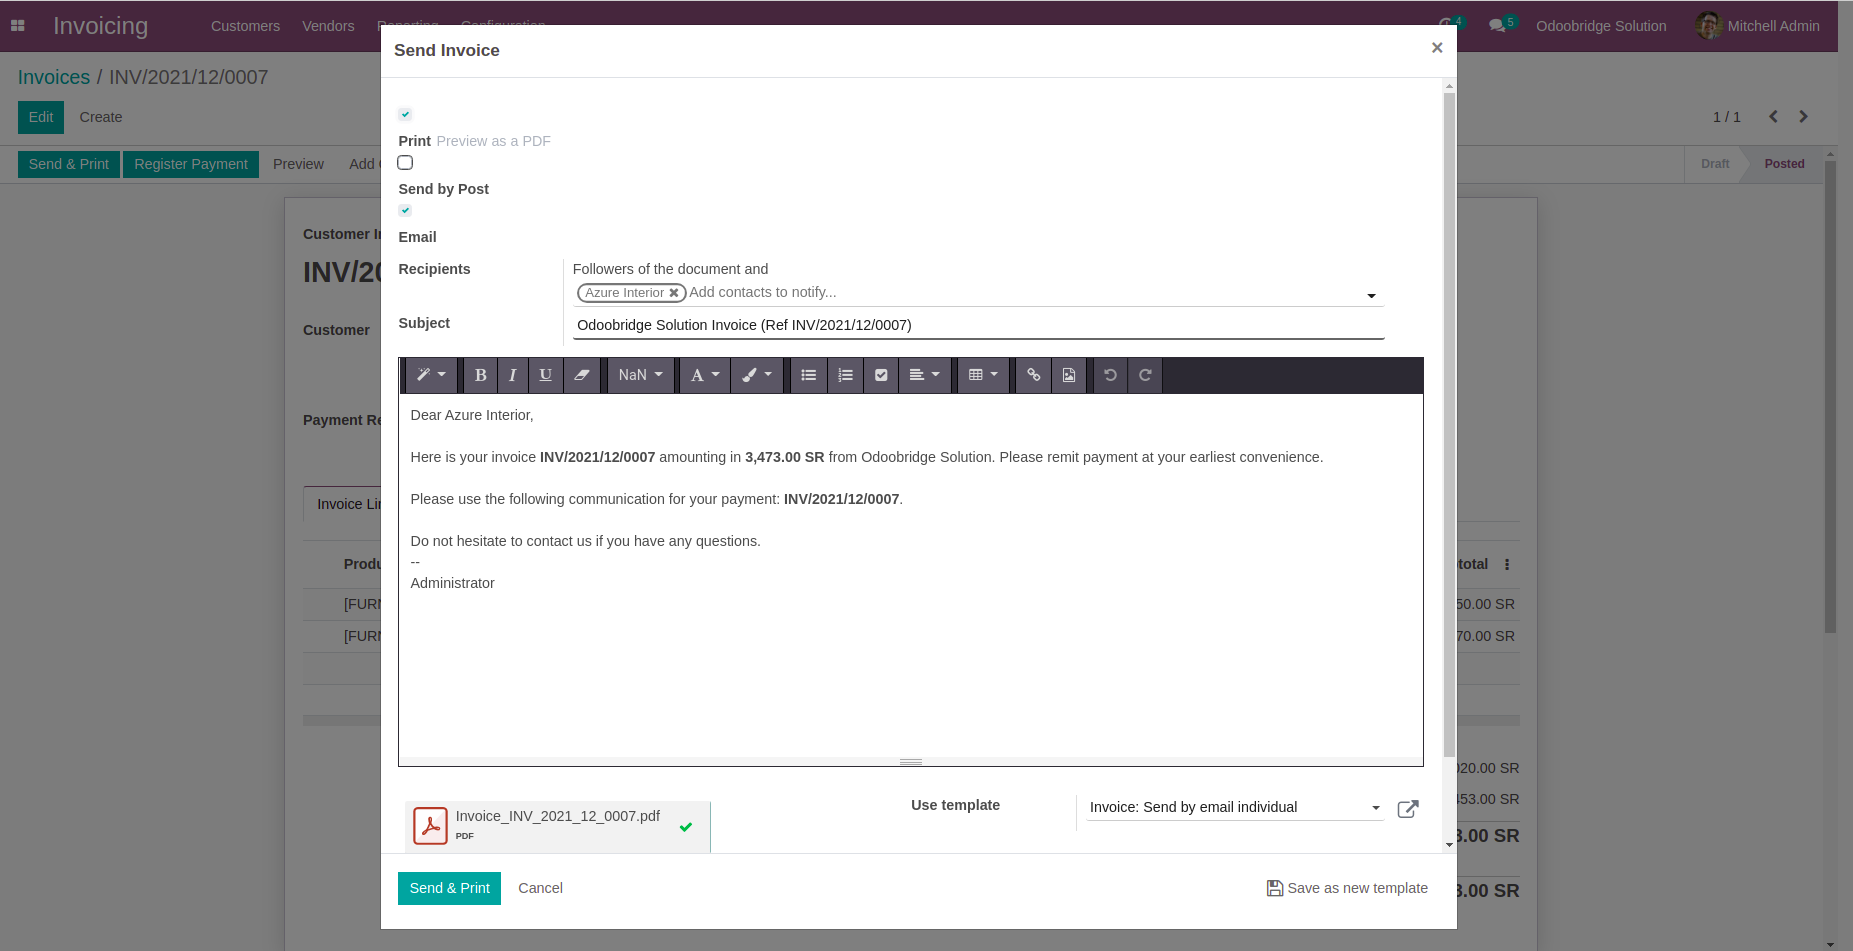 Invoicing
Customers Vendors Reporting Configuration
4
5
Odoobridge Solution
Mitchell Admin
Invoices / INV/2021/12/0007
Edit Create
1 / 1
Send & Print Register Payment Preview Add
Draft Posted
Customer
INV/20
Customer
Payment
Invoice
[FURN
[FURN
50.00 SR
70.00 SR
020.00 SR
453.00 SR
3.00 SR
3.00 SR
Send Invoice
×
Print Preview as a PDF
Send by Post
Email
Recipients
Followers of the document and
Azure Interior Add contacts to notify...
Subject
Odoobridge Solution Invoice (Ref INV/2021/12/0007)
B I U NaN A
Dear Azure Interior,
Here is your invoice INV/2021/12/0007 amounting in 3,473.00 SR from Odoobridge Solution. Please remit payment at your earliest convenience.
Please use the following communication for your payment: INV/2021/12/0007.
Do not hesitate to contact us if you have any questions.
--
Administrator
Invoice_INV_2021_12_0007.pdf
PDF
Use template
Invoice: Send by email individual
Send & Print Cancel
Save as new template